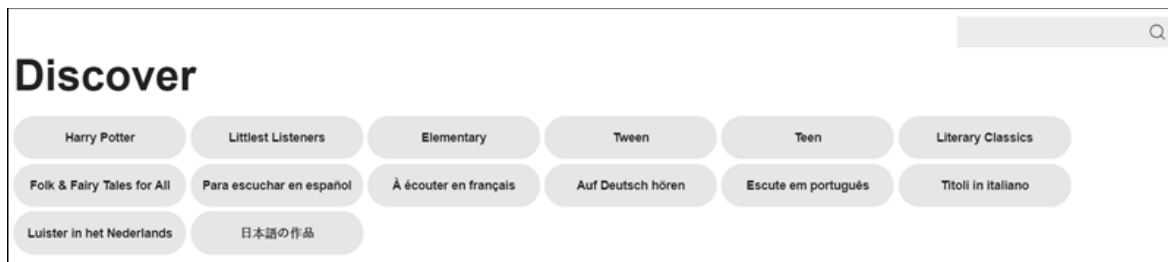 Discover
Harry Potter
Littlest Listeners
Elementary
Tween
Teen
Literary Classics
Folk & Fairy Tales for All
Para escuchar en español
À écouter en français
Auf Deutsch hören
Escute em português
Titoli in italiano
Luister in het Nederlands
日本語の作品